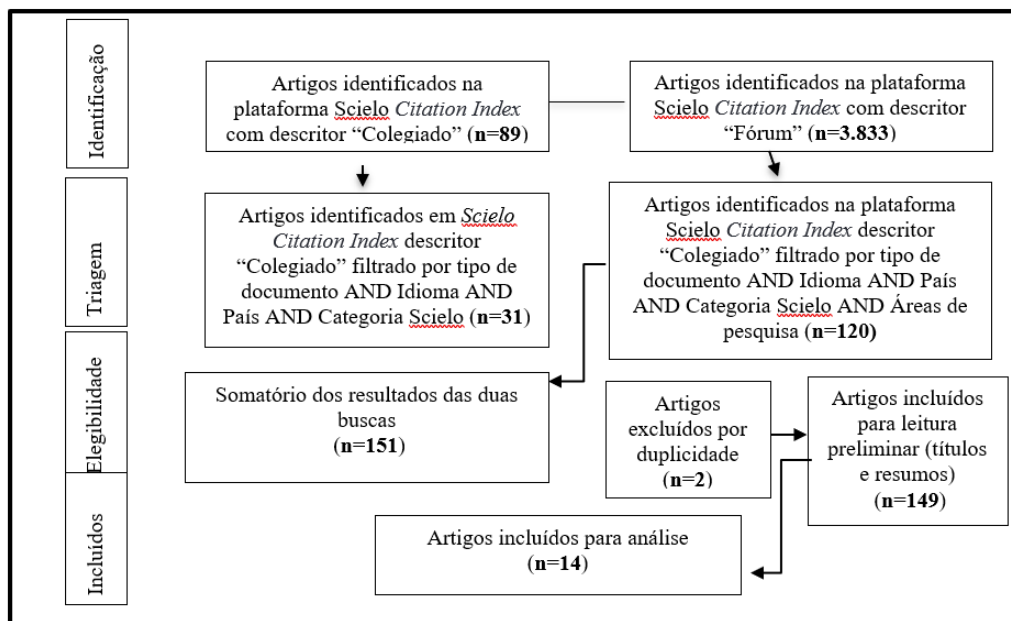 Identificação
Artigos identificados na
plataforma Scielo Citation Index
com descritor “Colegiado” (n=89)
Artigos identificados na plataforma
Scielo Citation Index com descritor
“Fórum” (n=3.833)
Triagem
Artigos identificados em Scielo
Citation Index descritor
“Colegiado” filtrado por tipo de
documento AND Idioma AND
País AND Categoria Scielo (n=31)
Artigos identificados na plataforma
Scielo Citation Index descritor
“Colegiado” filtrado por tipo de
documento AND Idioma AND País
AND Categoria Scielo AND Áreas de
pesquisa (n=120)
Elegibilidade
Somatório dos resultados das duas
buscas
(n=151)
Artigos
excluídos por
duplicidade
(n=2)
Artigos incluídos
para leitura
preliminar (títulos
e resumos)
(n=149)
Incluídos
Artigos incluídos para análise
(n=14)